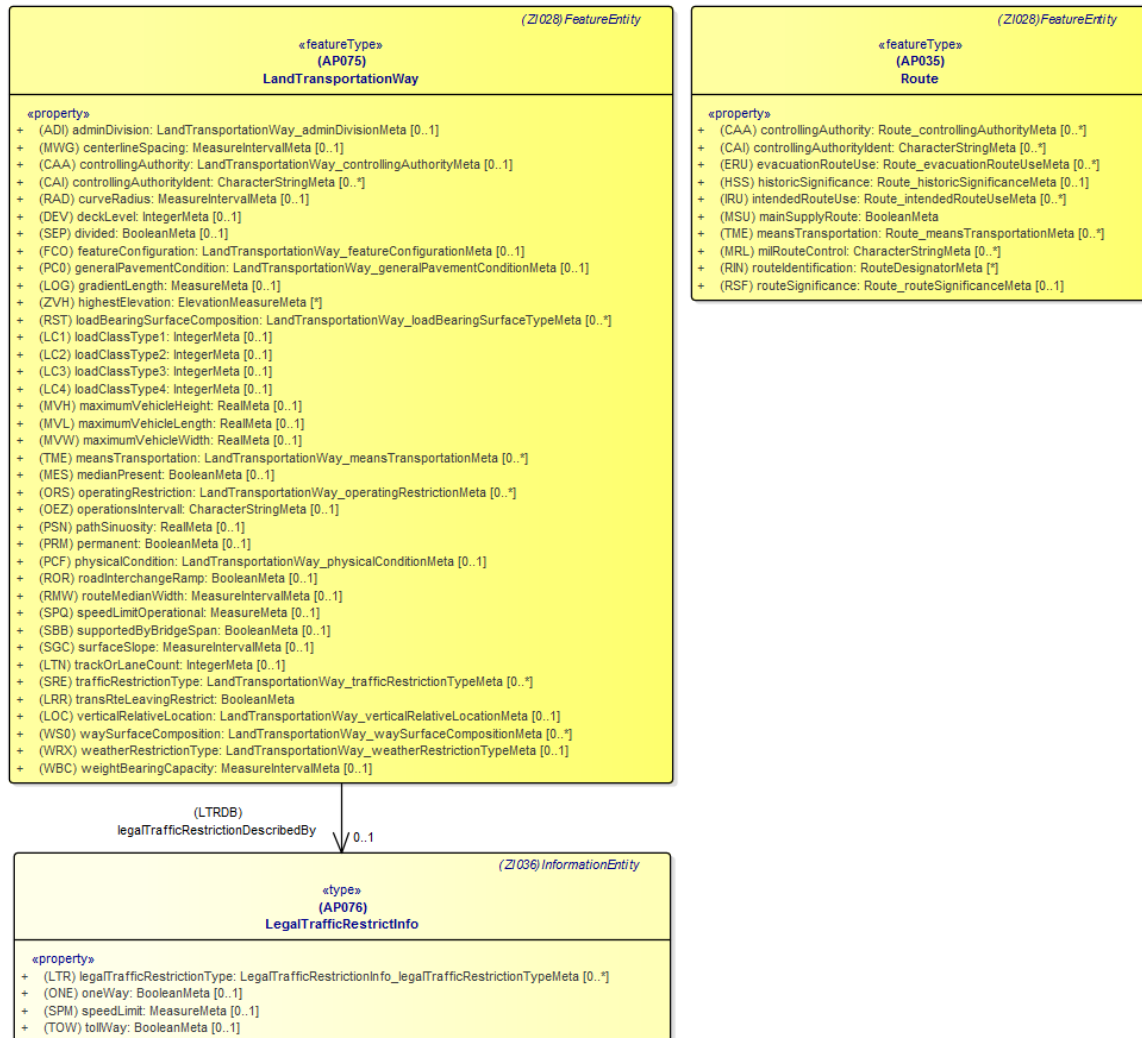 (ZI028)FeatureEntity
«featureType»
(AP075)
LandTransportationWay
«property»
+ (ADI) adminDivision: LandTransportationWay_adminDivisionMeta [0..1]
+ (MWG) centerlineSpacing: MeasureIntervalMeta [0..1]
+ (CAA) controllingAuthority: LandTransportationWay_controllingAuthorityMeta [0..1]
+ (CAI) controllingAuthorityIdent: CharacterStringMeta [0..*]
+ (RAD) curveRadius: MeasureIntervalMeta [0..1]
+ (DEV) deckLevel: IntegerMeta [0..1]
+ (SEP) divided: BooleanMeta [0..1]
+ (FCO) featureConfiguration: LandTransportationWay_featureConfigurationMeta [0..1]
+ (PC0) generalPavementCondition: LandTransportationWay_generalPavementConditionMeta [0..1]
+ (LOG) gradientLength: MeasureMeta [0..1]
+ (ZVH) highestElevation: ElevationMeasureMeta [*]
+ (RST) loadBearingSurfaceComposition: LandTransportationWay_loadBearingSurfaceTypeMeta [0..*]
+ (LC1) loadClassType1: IntegerMeta [0..1]
+ (LC2) loadClassType2: IntegerMeta [0..1]
+ (LC3) loadClassType3: IntegerMeta [0..1]
+ (LC4) loadClassType4: IntegerMeta [0..1]
+ (MVH) maximumVehicleHeight: RealMeta [0..1]
+ (MVL) maximumVehicleLength: RealMeta [0..1]
+ (MVW) maximumVehicleWidth: RealMeta [0..1]
+ (TME) meansTransportation: LandTransportationWay_meansTransportationMeta [0..*]
+ (MES) medianPresent: BooleanMeta [0..1]
+ (ORS) operatingRestriction: LandTransportationWay_operatingRestrictionMeta [0..*]
+ (OEZ) operationsIntervall: CharacterStringMeta [0..1]
+ (PSN) pathSinuosity: RealMeta [0..1]
+ (PRM) permanent: BooleanMeta [0..1]
+ (PCF) physicalCondition: LandTransportationWay_physicalConditionMeta [0..1]
+ (ROR) roadInterchangeRamp: BooleanMeta [0..1]
+ (RMW) routeMedianWidth: MeasureIntervalMeta [0..1]
+ (SPQ) speedLimitOperational: MeasureMeta [0..1]
+ (SBB) supportedByBridgeSpan: BooleanMeta [0..1]
+ (SGC) surfaceSlope: MeasureIntervalMeta [0..1]
+ (LTN) trackOrLaneCount: IntegerMeta [0..1]
+ (SRE) trafficRestrictionType: LandTransportationWay_trafficRestrictionTypeMeta [0..*]
+ (LRR) transRteLeavingRestrict: BooleanMeta
+ (LOC) verticalRelativeLocation: LandTransportationWay_verticalRelativeLocationMeta [0..1]
+ (WS0) waySurfaceComposition: LandTransportationWay_waySurfaceCompositionMeta [0..*]
+ (WRX) weatherRestrictionType: LandTransportationWay_weatherRestrictionTypeMeta [0..1]
+ (WBC) weightBearingCapacity: MeasureIntervalMeta [0..1]
(ZI028)FeatureEntity
«featureType»
(AP035)
Route
«property»
+ (CAA) controllingAuthority: Route_controllingAuthorityMeta [0..*]
+ (CAI) controllingAuthorityIdent: CharacterStringMeta [0..*]
+ (ERU) evacuationRouteUse: Route_evacuationRouteUseMeta [0..*]
+ (HSS) historicSignificance: Route_historicSignificanceMeta [0..1]
+ (IRU) intendedRouteUse: Route_intendedRouteUseMeta [0..*]
+ (MSU) mainSupplyRoute: BooleanMeta
+ (TME) meansTransportation: Route_meansTransportationMeta [0..*]
+ (MRL) milRouteControl: CharacterStringMeta [0..*]
+ (RIN) routeIdentification: RouteDesignatorMeta [*]
+ (RSF) routeSignificance: Route_routeSignificanceMeta [0..1]
(LTRDB)
legalTrafficRestrictionDescribedBy
0..1
(ZI036)InformationEntity
«type»
(AP076)
LegalTrafficRestrictInfo
«property»
+ (LTR) legalTrafficRestrictionType: LegalTrafficRestrictionInfo_legalTrafficRestrictionTypeMeta [0..*]
+ (ONE) oneWay: BooleanMeta [0..1]
+ (SPM) speedLimit: MeasureMeta [0..1]
+ (TOW) tollWay: BooleanMeta [0..1]